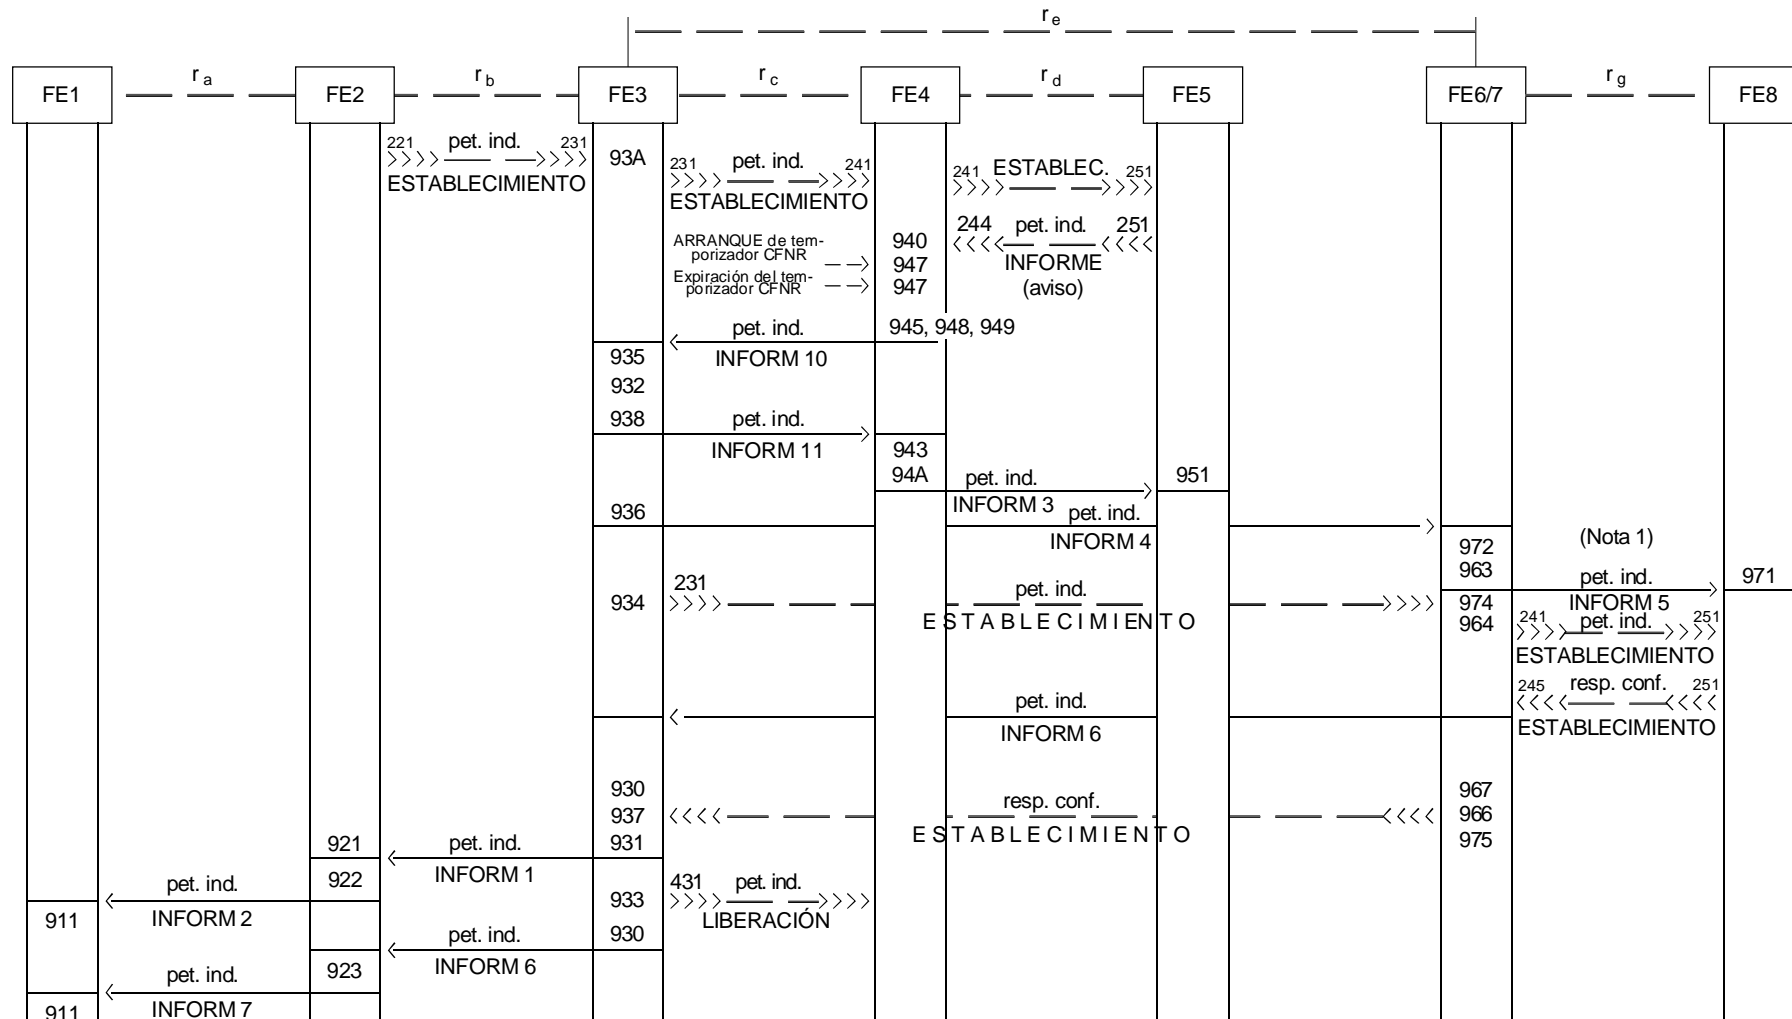 r e
r a
r b
r c
r d
r g
FE1
FE2
FE3
FE4
FE5
FE6/7
FE8
221 pet. ind. 231
ESTABLECIMIENTO
93A
231 pet. ind. 241
ESTABLECIMIENTO
241 ESTABLEC. 251
244 pet. ind. 251
INFORME
(aviso)
ARRANQUE de tem-
porizador CFNR
940
947
Expiración del tem-
porizador CFNR
947
pet. ind.
945, 948, 949
INFORM 10
935
932
938
pet. ind.
INFORM 11
943
94A
pet. ind.
951
INFORM 3
936
pet. ind.
INFORM 4
972
963
(Nota 1)
pet. ind.
971
INFORM 5
934
231
pet. ind.
ESTABLECIMIENTO
974
964
241 pet. ind. 251
ESTABLECIMIENTO
245 resp. conf. 251
ESTABLECIMIENTO
pet. ind.
INFORM 6
930
937
931
resp. conf.
ESTABLECIMIENTO
967
966
975
921
pet. ind.
INFORM 1
922
pet. ind.
INFORM 2
911
933
431 pet. ind.
LIBERACIÓN
930
pet. ind.
INFORM 6
923
pet. ind.
INFORM 7
911